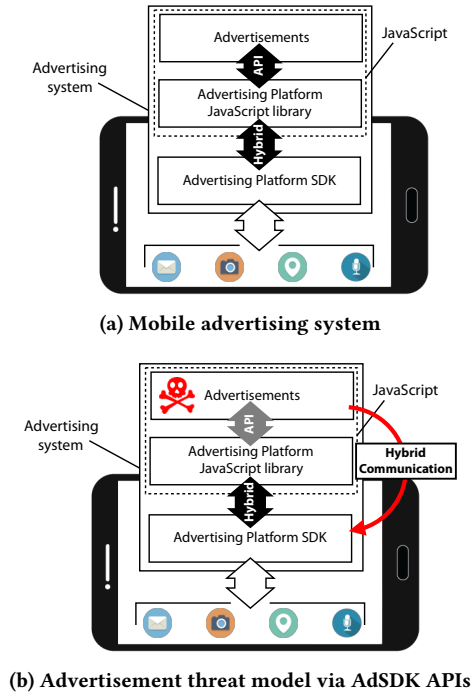 Advertisements
JavaScript
API
Advertising
system
Advertising Platform
JavaScript library
Hybrid
Advertising Platform SDK
(a) Mobile advertising system
Advertisements
JavaScript
API
Advertising
system
Advertising Platform
JavaScript library
Hybrid
Communication
Hybrid
Advertising Platform SDK
(b) Advertisement threat model via AdSDK APIs